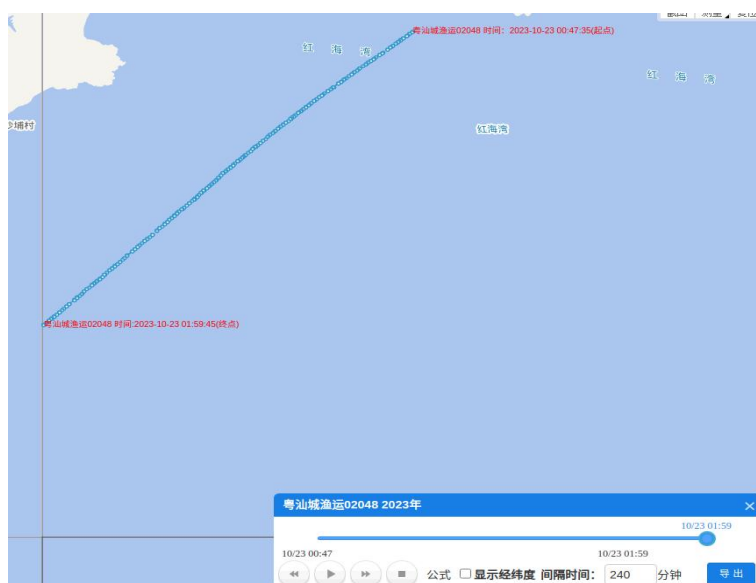 测量
粤汕城渔运02048 时间：2023-10-23 00:47:35(起点)
红 海 湾
红 海 湾
沙埔村
红海湾
粤汕城渔运02048 时间:2023-10-23 01:59:45(终点)
粤汕城渔运02048 2023年
10/23 01:59
10/23 00:47
10/23 01:59
公式 显示经纬度 间隔时间： 240 分钟 导 出